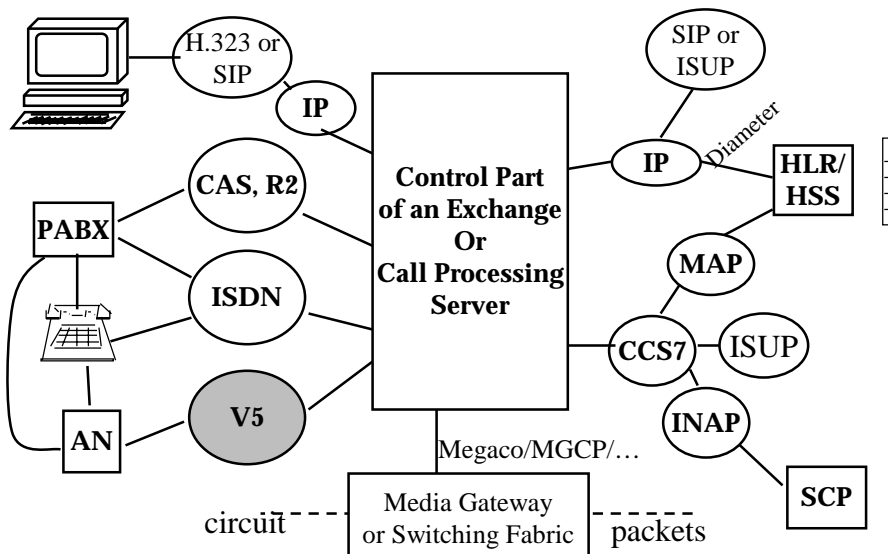 H.323 or
SIP
IP
SIP or
ISUP
IP
Diameter
HLR/
HSS
CAS, R2
PABX
ISDN
Control Part
of an Exchange
Or
Call Processing
Server
MAP
CCS7
ISUP
V5
AN
INAP
Megaco/MGCP/…
SCP
circuit
Media Gateway
or Switching Fabric
packets